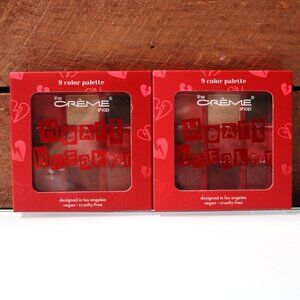 9 color palette
the
CRÈME
shop
HEART
BREAKER
designed in los angeles
vegan • cruelty-free
9 color palette
the
CRÈME
shop
HEART
BREAKER
designed in los angeles
vegan • cruelty-free